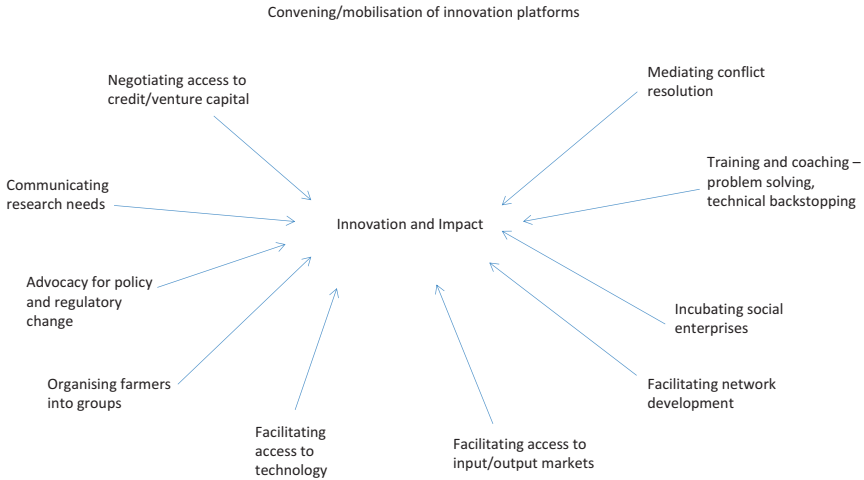 Convening/mobilisation of innovation platforms
Negotiating access to
credit/venture capital
Mediating conflict
resolution
Communicating
research needs
Training and coaching –
problem solving,
technical backstopping
Innovation and Impact
Advocacy for policy
and regulatory
change
Incubating social
enterprises
Organising farmers
into groups
Facilitating network
development
Facilitating
access to
technology
Facilitating access to
input/output markets